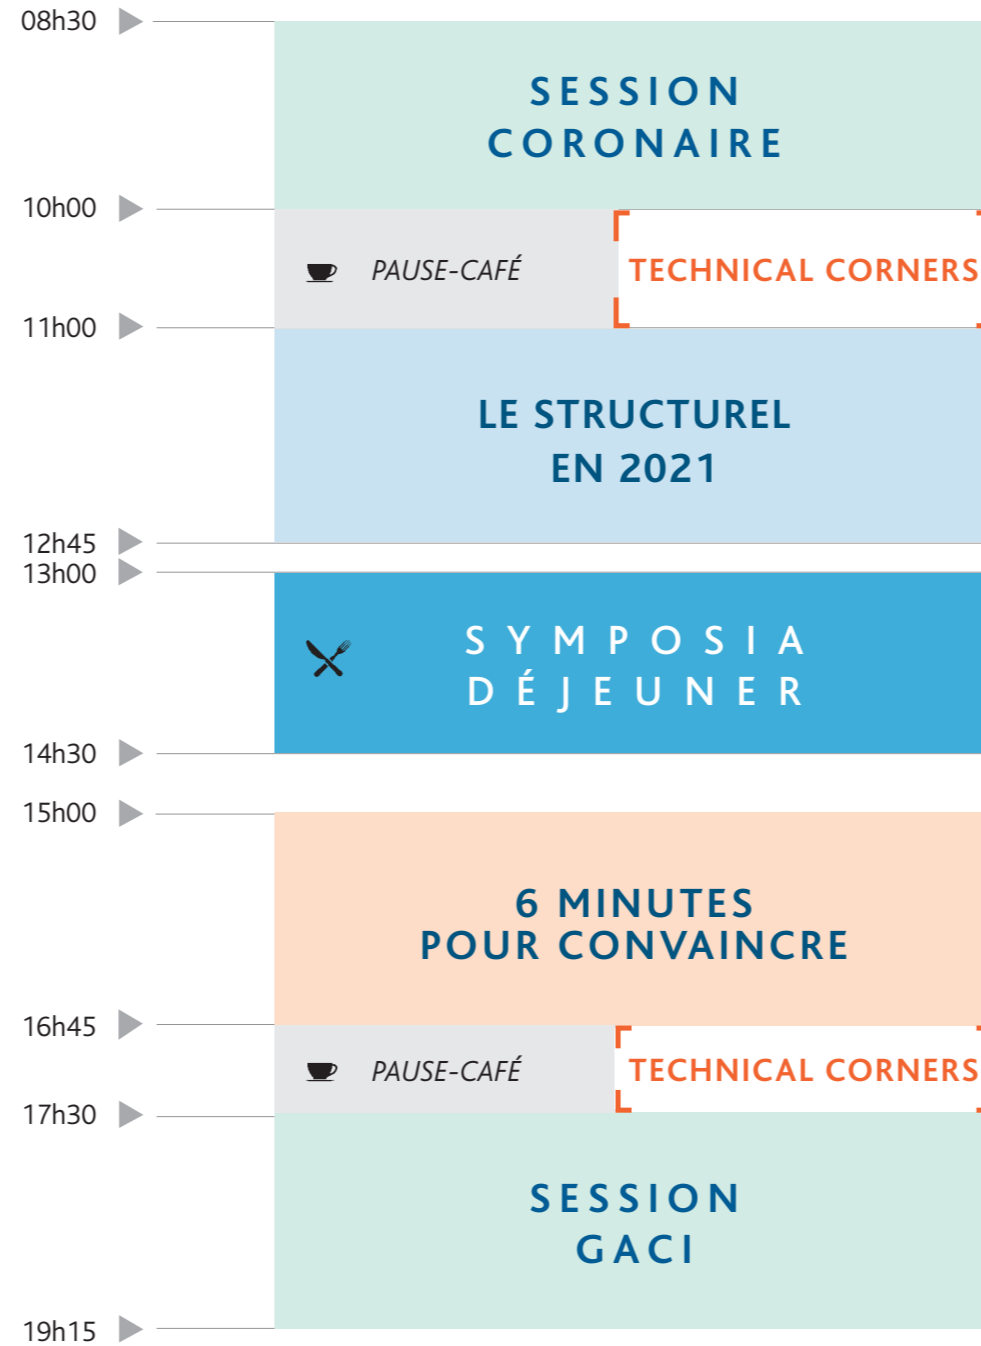 08h30
SESSION
CORONAIRE
10h00
PAUSE-CAFÉ
TECHNICAL CORNERS
11h00
LE STRUCTUREL
EN 2021
12h45
13h00
SYMPOSIA
DÉJEUNER
14h30
15h00
6 MINUTES
POUR CONVAINCRE
16h45
PAUSE-CAFÉ
TECHNICAL CORNERS
17h30
SESSION
GACI
19h15